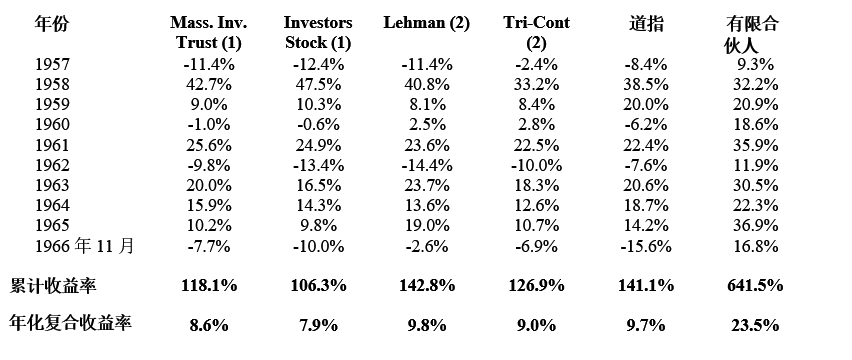 年份 Mass. Inv. Trust (1) Investors Stock (1) Lehman (2) Tri-Cont (2) 道指 有限合伙人
1957 -11.4% -12.4% -11.4% -2.4% -8.4% 9.3%
1958 42.7% 47.5% 40.8% 33.2% 38.5% 32.2%
1959 9.0% 10.3% 8.1% 8.4% 20.0% 20.9%
1960 -1.0% -0.6% 2.5% 2.8% -6.2% 18.6%
1961 25.6% 24.9% 23.6% 22.5% 22.4% 35.9%
1962 -9.8% -13.4% -14.4% -10.0% -7.6% 11.9%
1963 20.0% 16.5% 23.7% 18.3% 20.6% 30.5%
1964 15.9% 14.3% 13.6% 12.6% 18.7% 22.3%
1965 10.2% 9.8% 19.0% 10.7% 14.2% 36.9%
1966 年 11 月 -7.7% -10.0% -2.6% -6.9% -15.6% 16.8%
累计收益率 118.1% 106.3% 142.8% 126.9% 141.1% 641.5%
年化复合收益率 8.6% 7.9% 9.8% 9.0% 9.7% 23.5%